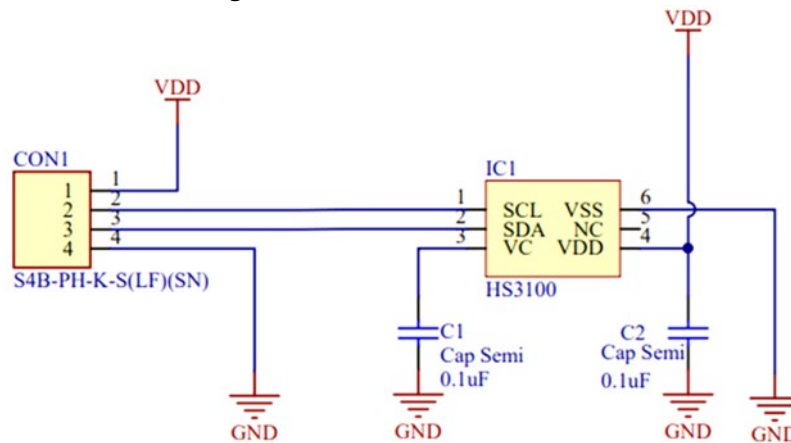 VDD
VDD
CON1
1
2
3
4
1
2
3
4
S4B-PH-K-S(LF)(SN)
IC1
1
2
3
SCL
SDA
VC
VSS
NC
VDD
6
5
4
HS3100
C1
Cap Semi
0.1uF
C2
Cap Semi
0.1uF
GND
GND
GND
GND